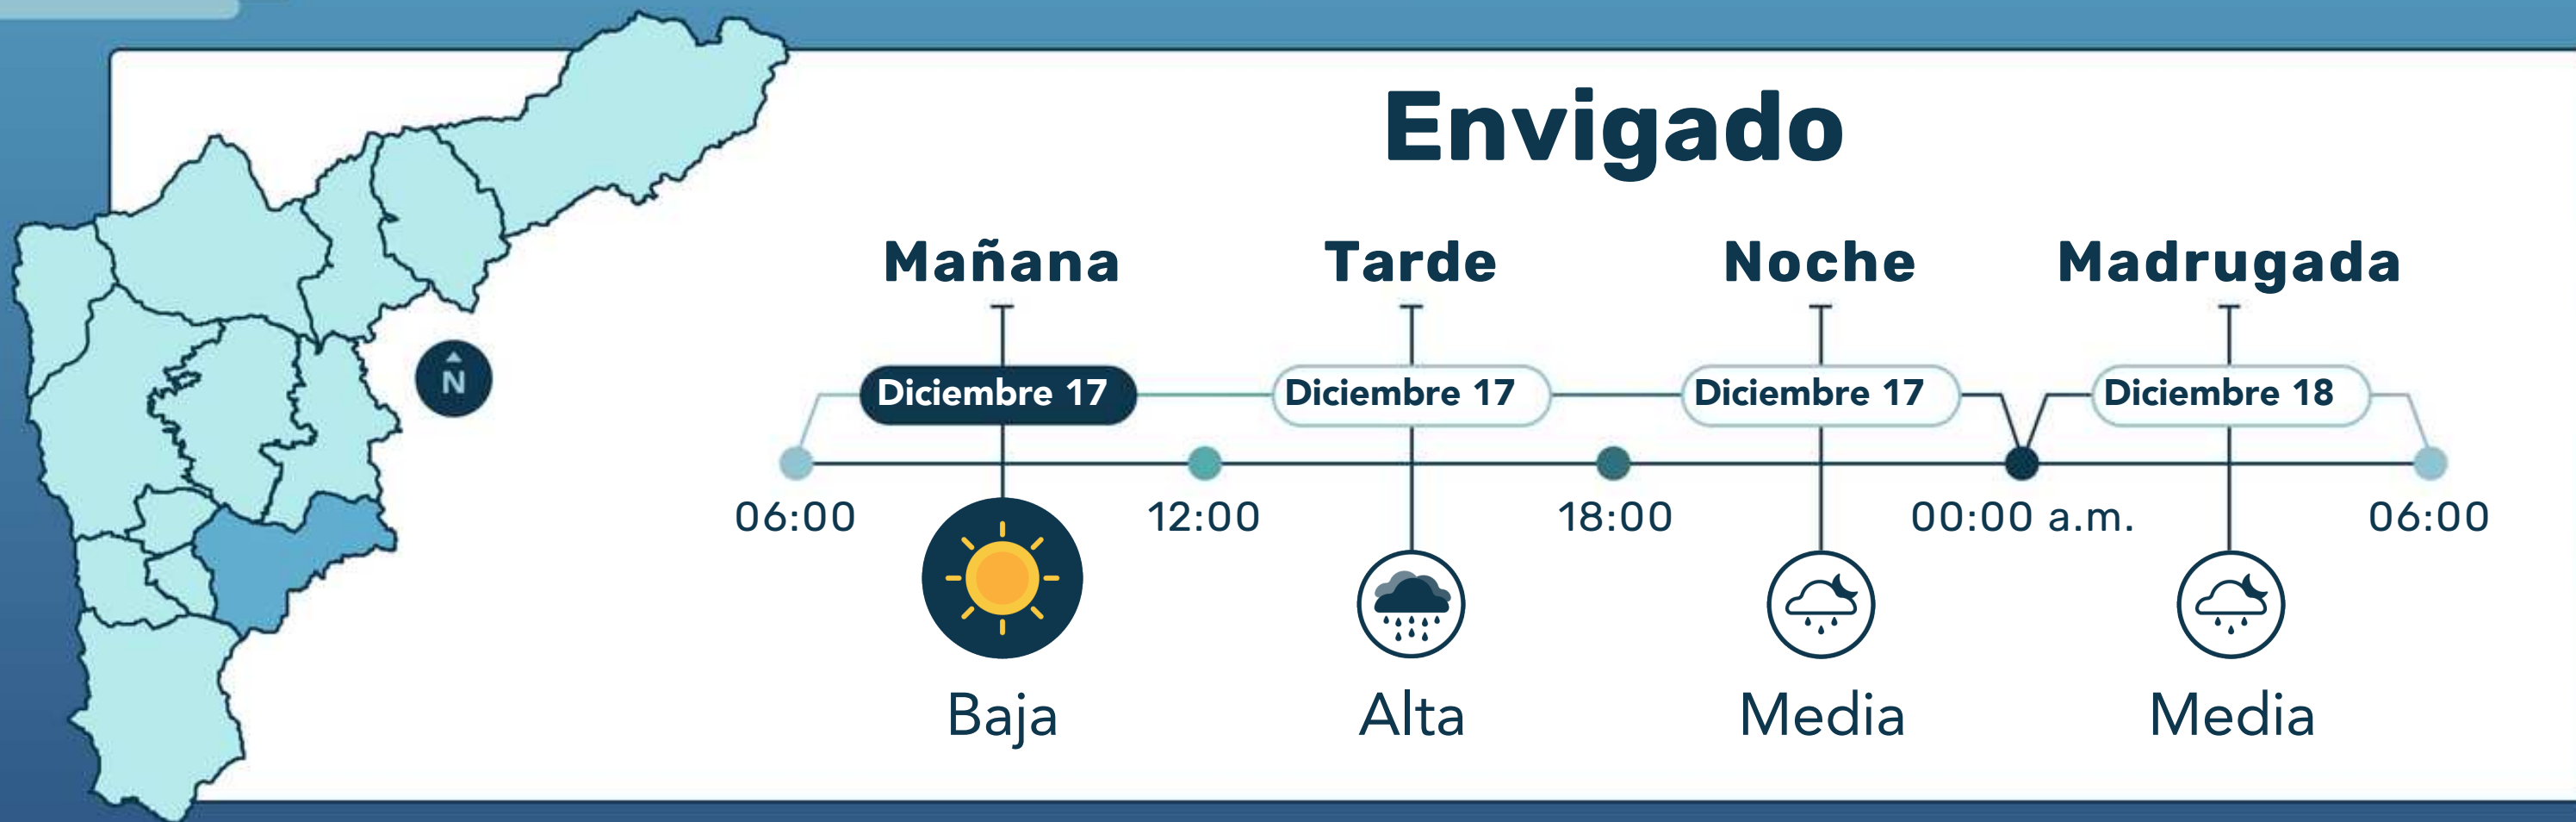 Envigado
Mañana Tarde Noche Madrugada
N
Diciembre 17 Diciembre 17 Diciembre 17 Diciembre 18
06:00 12:00 18:00 00:00 a.m. 06:00
Baja Alta Media Media